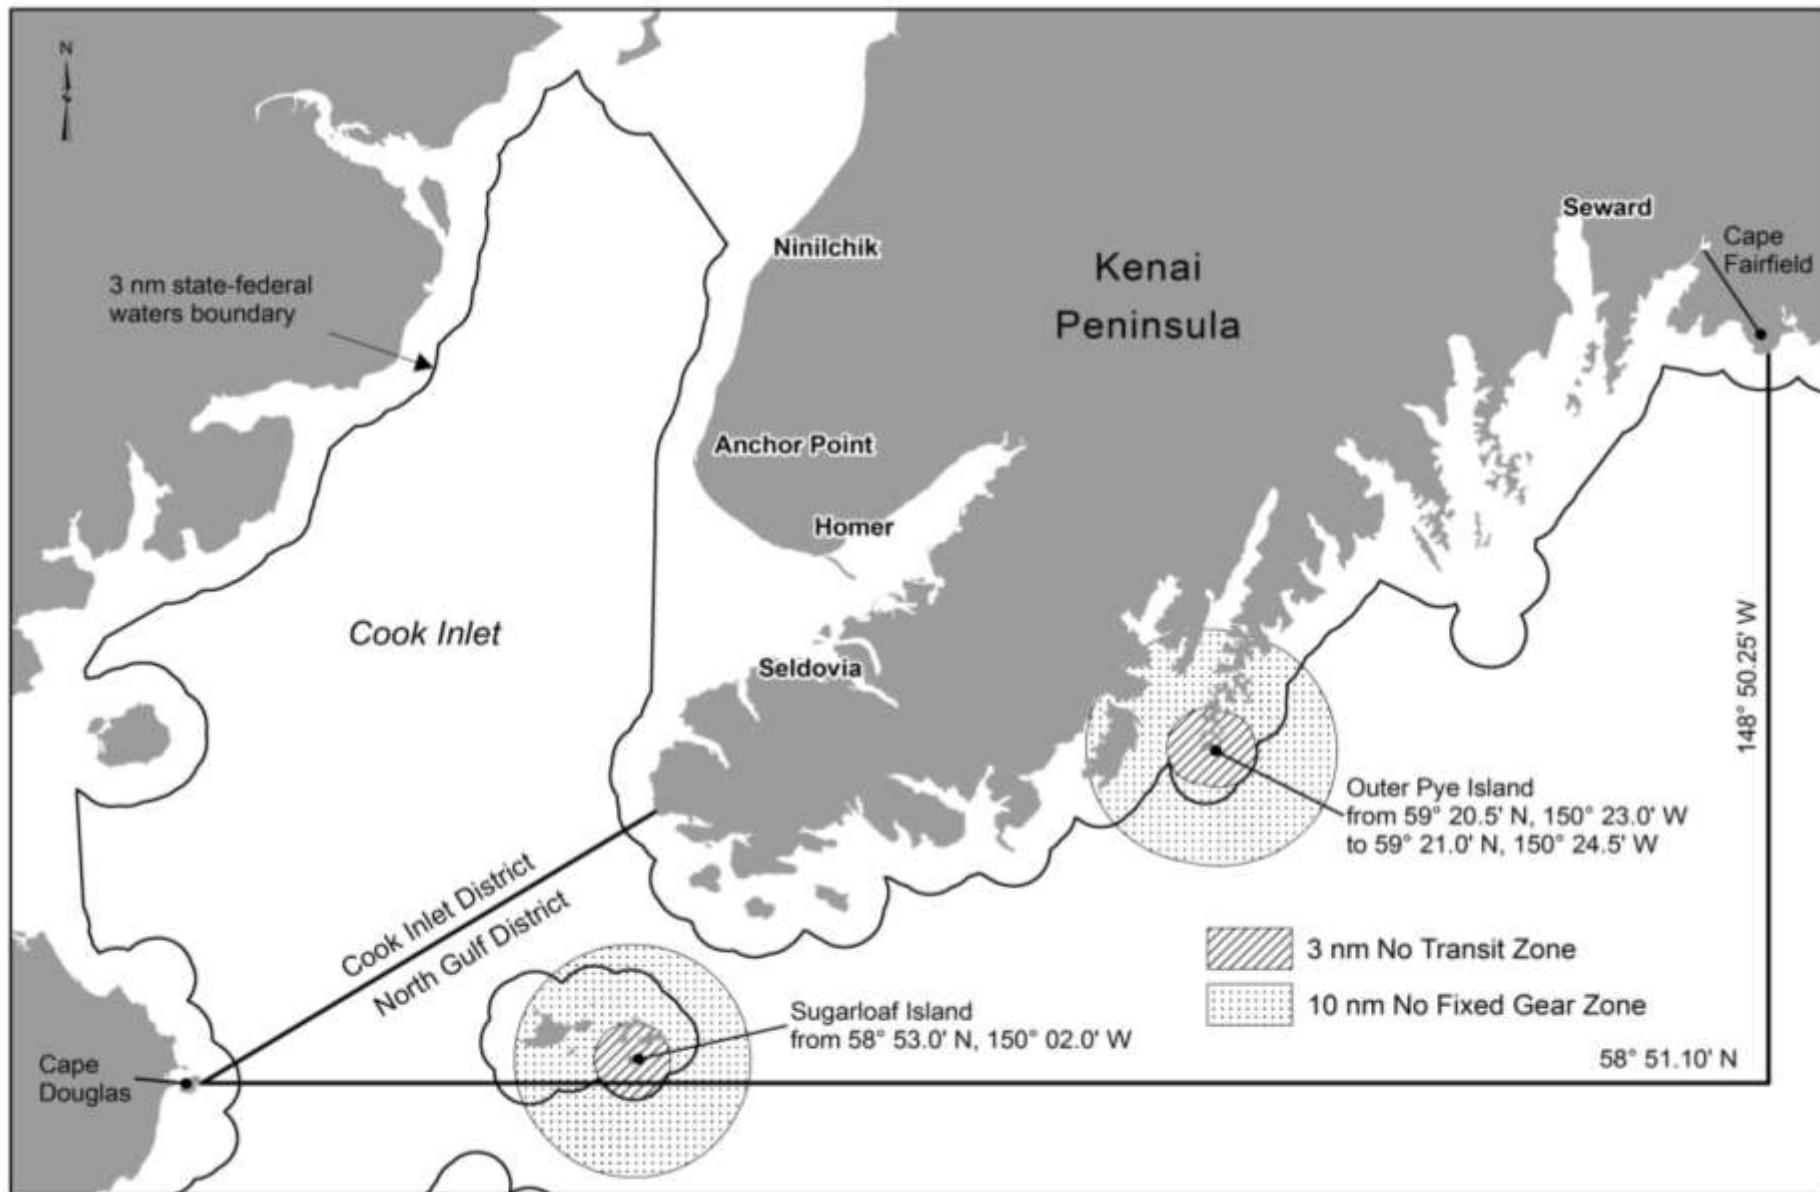 N
Seward
Cape
Fairfield
Ninilchik
Kenai
Peninsula
3 nm state-federal
waters boundary
Anchor Point
Homer
Cook Inlet
Seldovia
148° 50.25' W
Outer Pye Island
from 59° 20.5' N, 150° 23.0' W
to 59° 21.0' N, 150° 24.5' W
Cook Inlet District
North Gulf District
3 nm No Transit Zone
10 nm No Fixed Gear Zone
Sugarloaf Island
from 58° 53.0' N, 150° 02.0' W
58° 51.10' N
Cape
Douglas